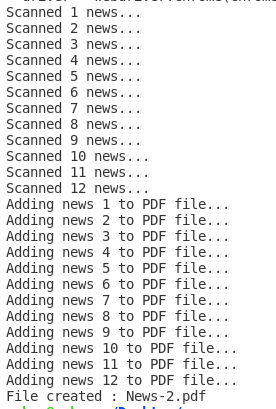 Scanned 1 news...
Scanned 2 news...
Scanned 3 news...
Scanned 4 news...
Scanned 5 news...
Scanned 6 news...
Scanned 7 news...
Scanned 8 news...
Scanned 9 news...
Scanned 10 news...
Scanned 11 news...
Scanned 12 news...
Adding news 1 to PDF file...
Adding news 2 to PDF file...
Adding news 3 to PDF file...
Adding news 4 to PDF file...
Adding news 5 to PDF file...
Adding news 6 to PDF file...
Adding news 7 to PDF file...
Adding news 8 to PDF file...
Adding news 9 to PDF file...
Adding news 10 to PDF file...
Adding news 11 to PDF file...
Adding news 12 to PDF file...
File created : News-2.pdf